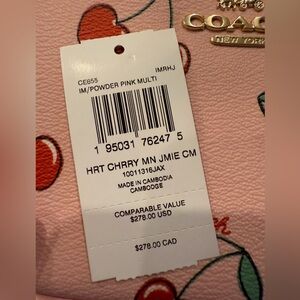 COACH
NEW YORK
CE655 IMRHJ
IM/POWDER PINK MULTI
1 95031 76247 5
HRT CHRRY MN JMIE CM
10011316JAX
MADE IN CAMBODIA
CAMBODGE
COMPARABLE VALUE
$278.00 USD
$278.00 CAD